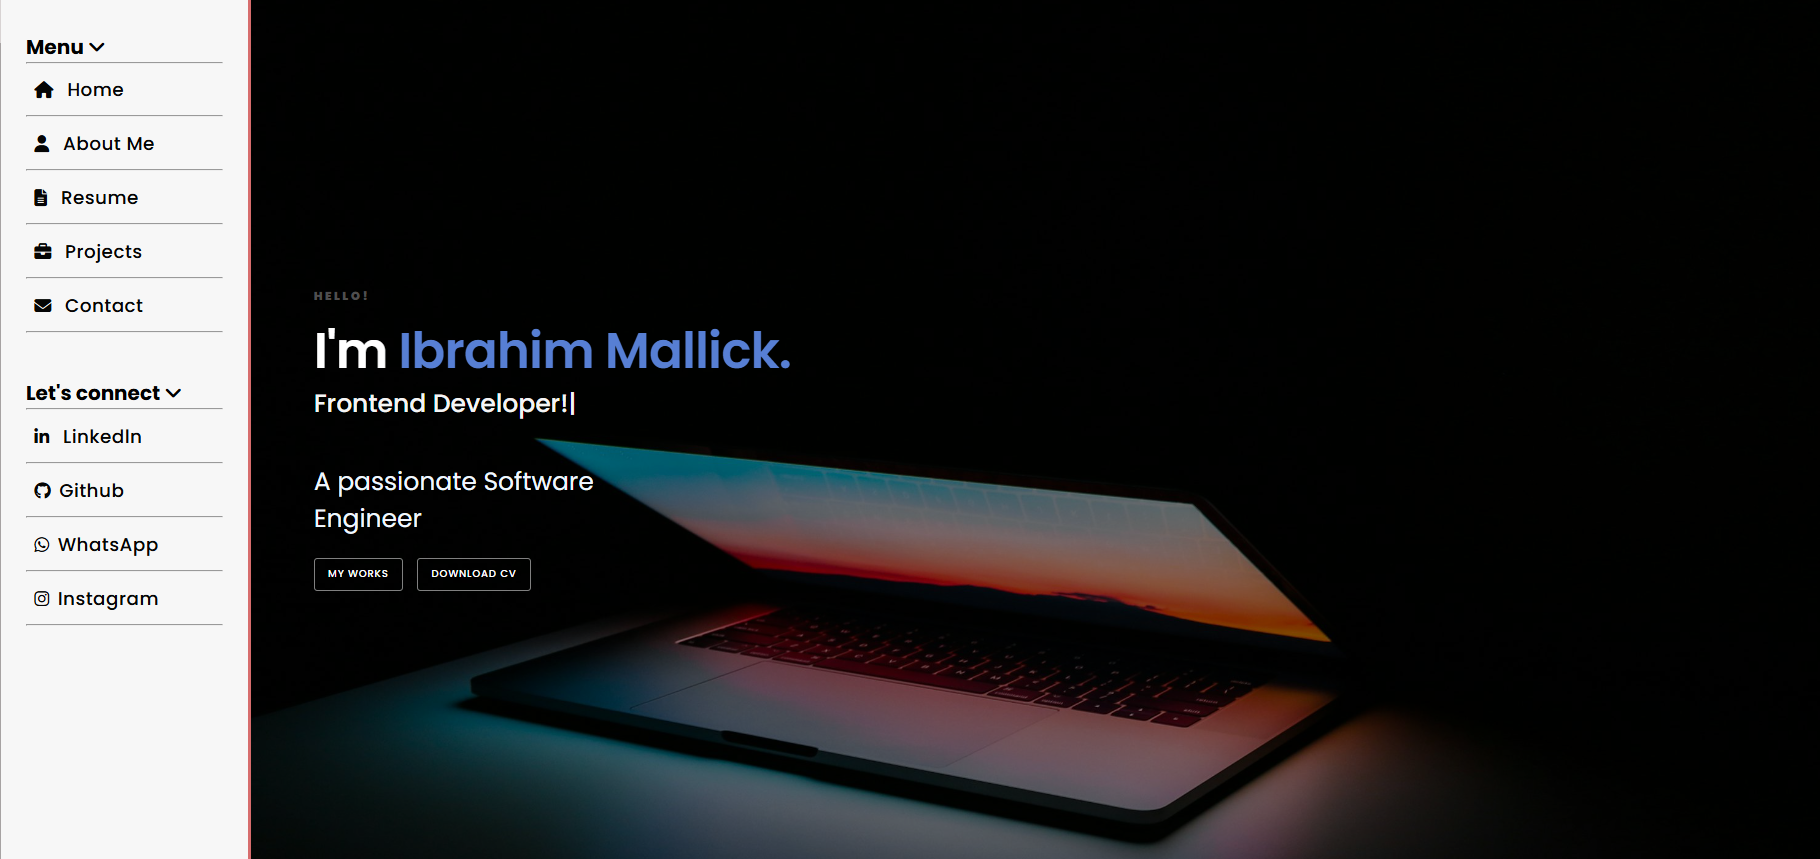 Menu
Home
About Me
Resume
Projects
Contact
Let's connect
LinkedIn
Github
WhatsApp
Instagram
HELLO!
I'm Ibrahim Mallick.
Frontend Developer!|
A passionate Software
Engineer
MY WORKS
DOWNLOAD CV